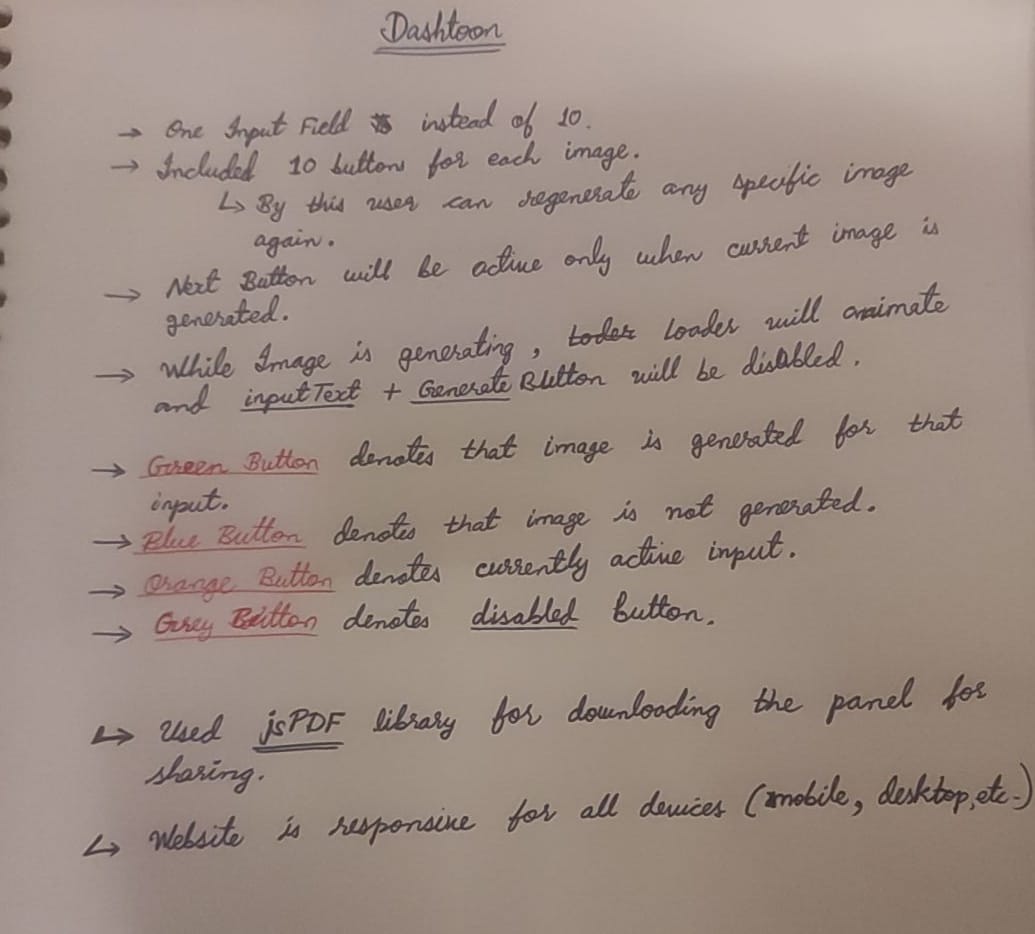 Dashtoon
→ One Input Field instead of 10.
→ Included 10 buttons for each image.
↳ By this user can regenerate any specific image
again.
→ Next Button will be active only when current image is
generated.
→ While Image is generating, loder Loader will animate
and inputText + Generate Button will be disabled.
→ Green Button denotes that image is generated for that
input.
→ Blue Button denotes that image is not generated.
→ Orange Button denotes currently active input.
→ Grey Button denotes disabled button.
↳ Used jsPDF library for downloading the panel for
sharing.
↳ Website is responsive for all devices (mobile, desktop, etc.)